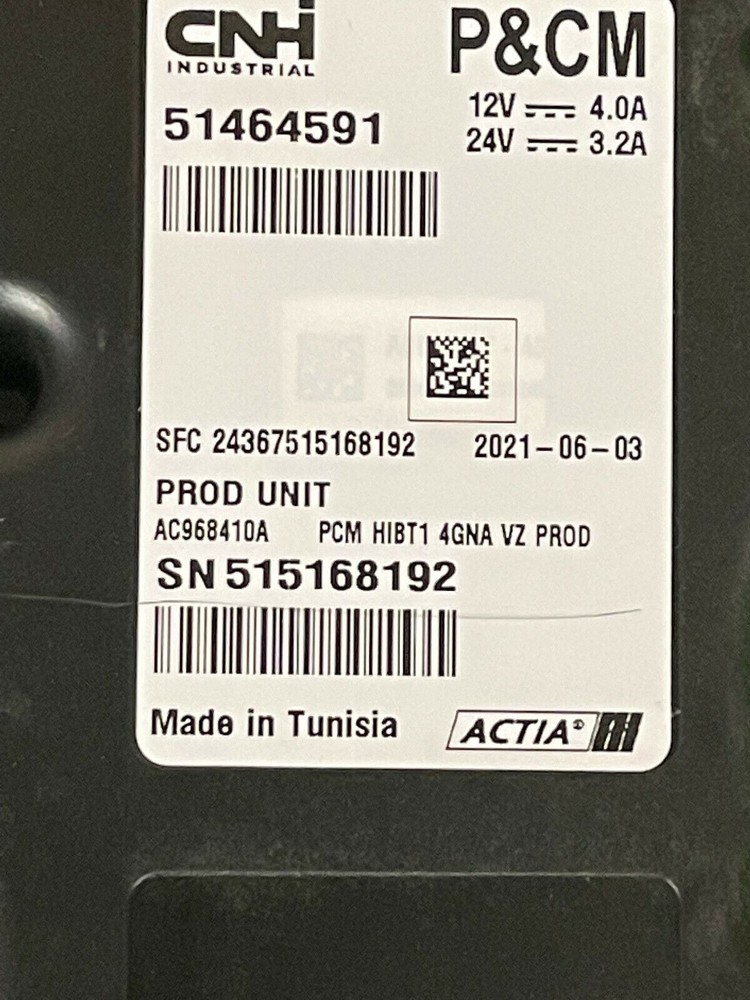 CNH P&CM
INDUSTRIAL
12V 4.0A
51464591
24V 3.2A
SFC 24367515168192 2021-06-03
PROD UNIT
AC968410A PCM HIBT1 4GNA VZ PROD
SN 515168192
Made in Tunisia ACTIA®